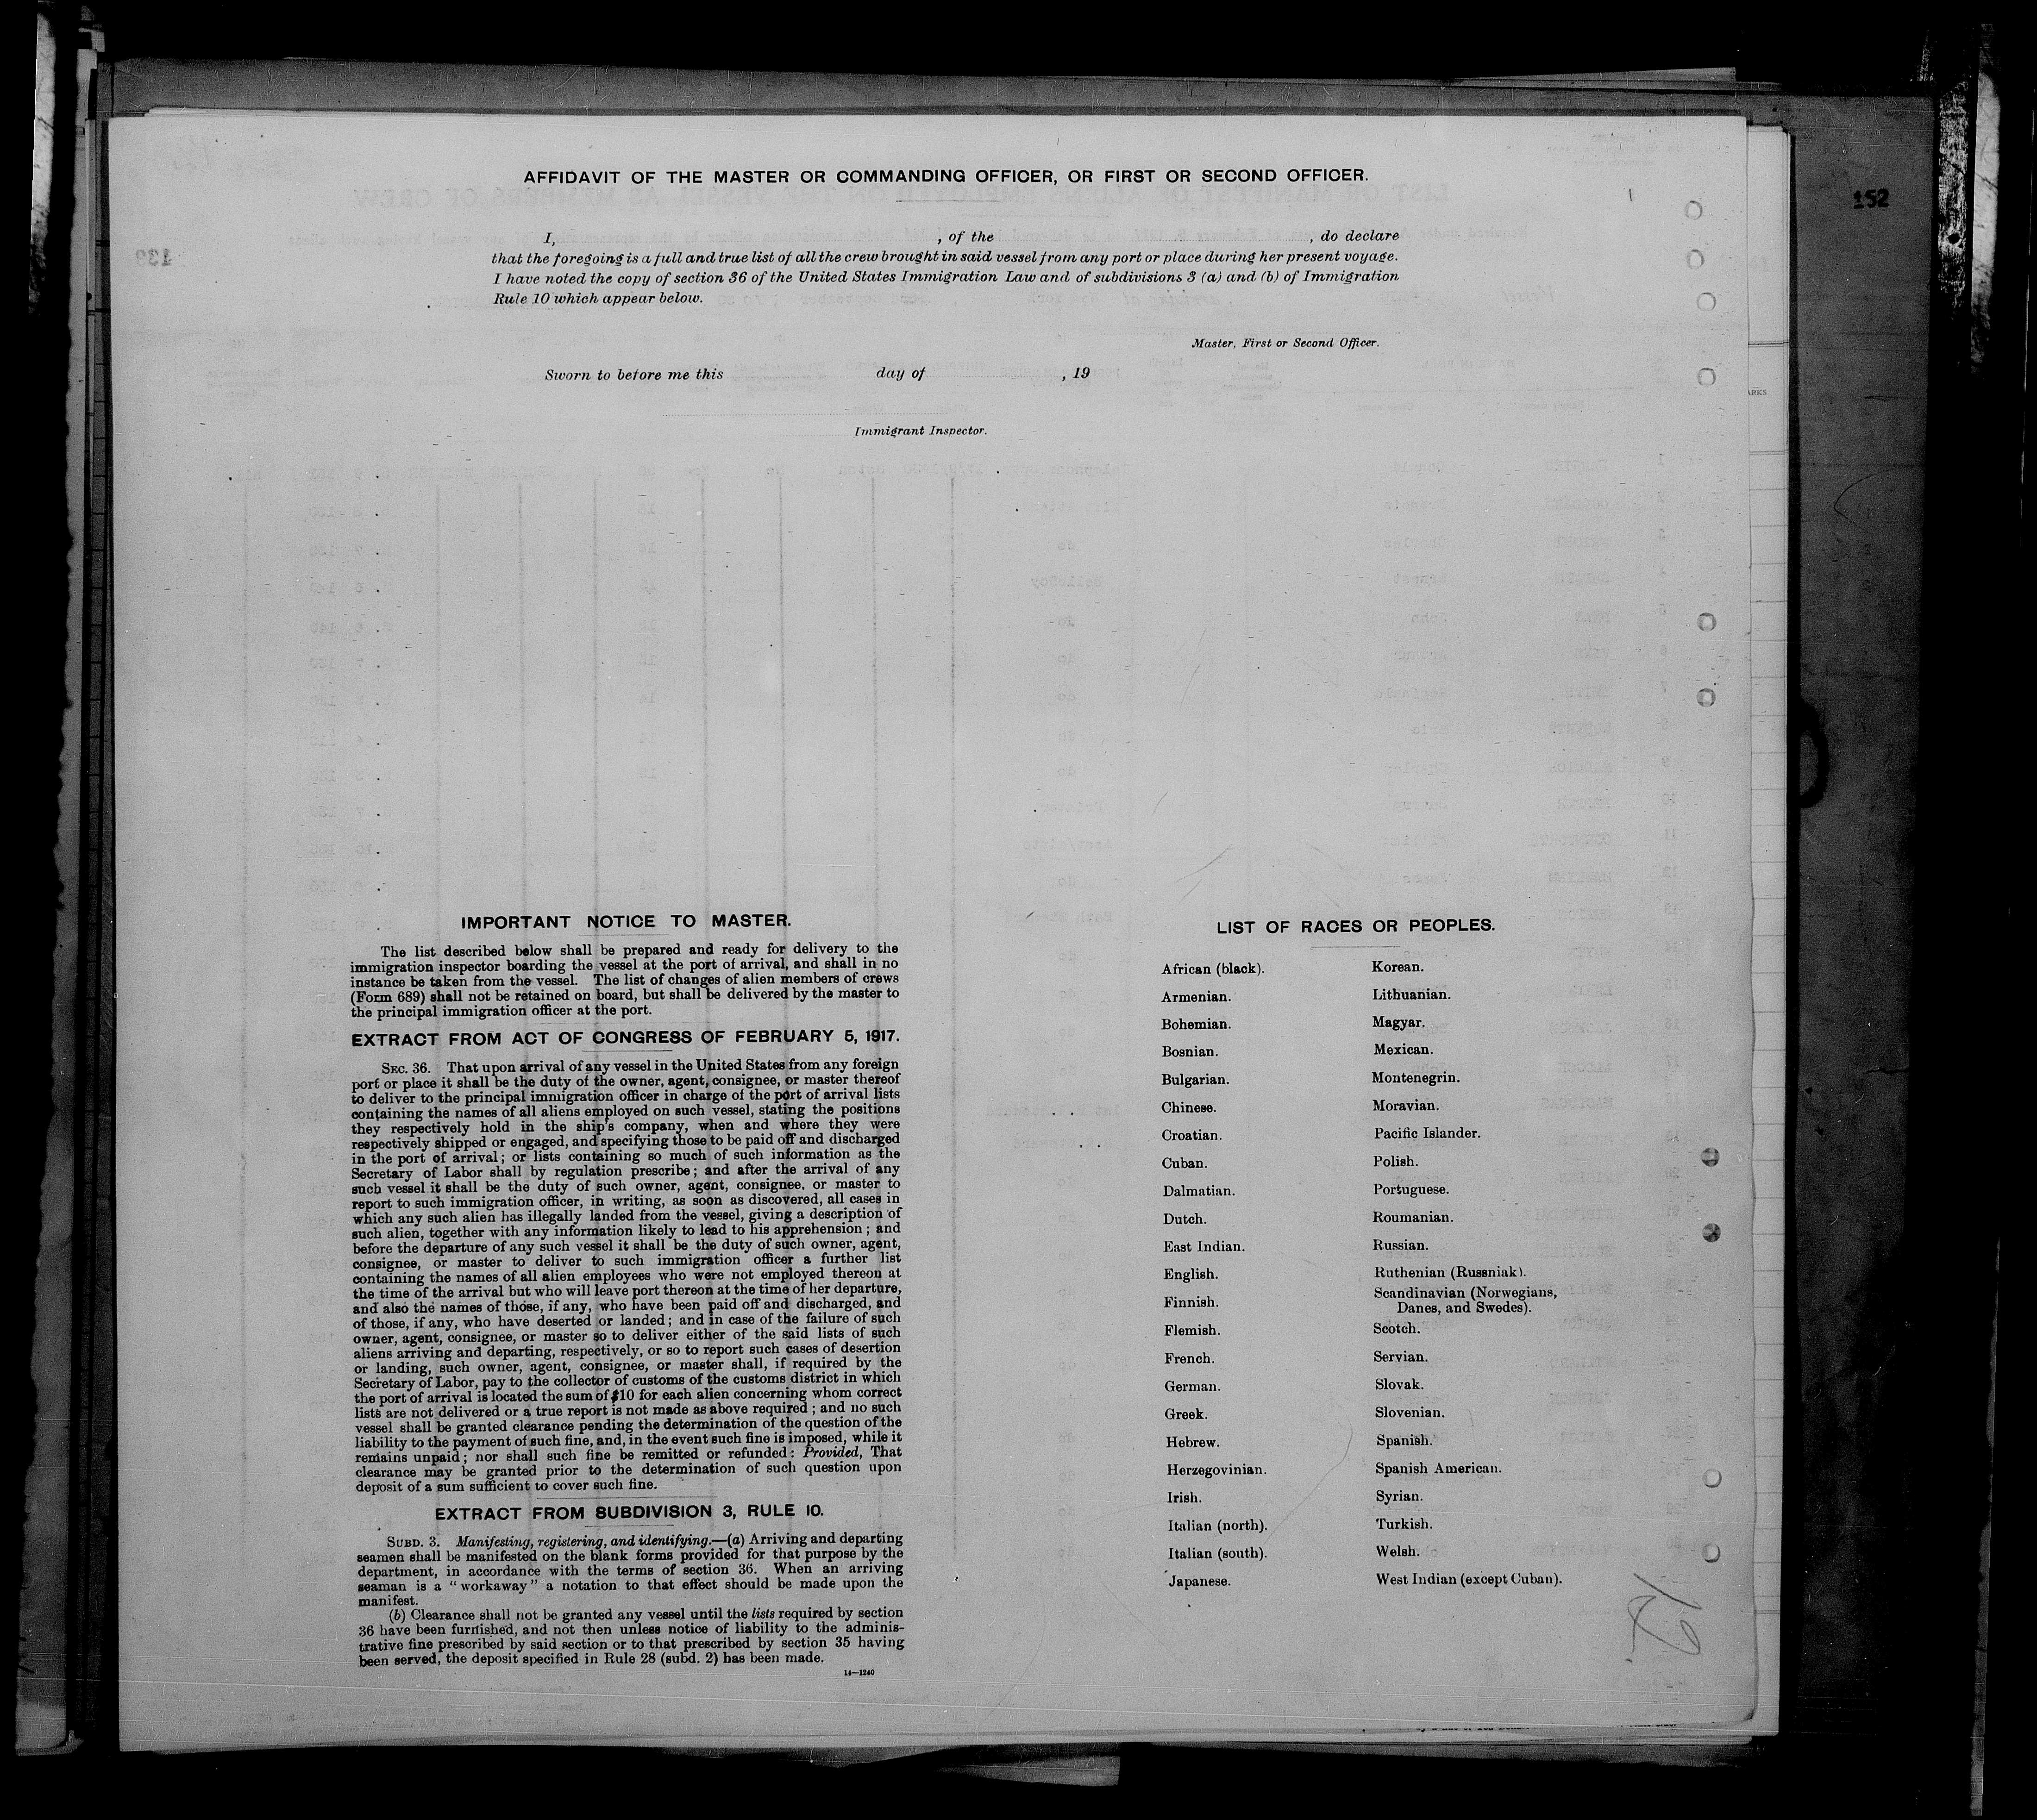 AFFIDAVIT OF THE MASTER OR COMMANDING OFFICER, OR FIRST OR SECOND OFFICER.
I, , of the , do declare
that the foregoing is a full and true list of all the crew brought in said vessel from any port or place during her present voyage.
I have noted the copy of section 36 of the United States Immigration Law and of subdivisions 3 (a) and (b) of Immigration
Rule 10 which appear below.
Master, First or Second Officer.
Sworn to before me this day of , 19
Immigrant Inspector.
152
139
IMPORTANT NOTICE TO MASTER.
The list described below shall be prepared and ready for delivery to the
immigration inspector boarding the vessel at the port of arrival, and shall in no
instance be taken from the vessel. The list of changes of alien members of crews
(Form 689) shall not be retained on board, but shall be delivered by the master to
the principal immigration officer at the port.
EXTRACT FROM ACT OF CONGRESS OF FEBRUARY 5, 1917.
SEC. 36. That upon arrival of any vessel in the United States from any foreign
port or place it shall be the duty of the owner, agent, consignee, or master thereof
to deliver to the principal immigration officer in charge of the port of arrival lists
containing the names of all aliens employed on such vessel, stating the positions
they respectively hold in the ship's company, when and where they were
respectively shipped or engaged, and specifying those to be paid off and discharged
in the port of arrival; or lists containing so much of such information as the
Secretary of Labor shall by regulation prescribe; and after the arrival of any
such vessel it shall be the duty of such owner, agent, consignee, or master to
report to such immigration officer, in writing, as soon as discovered, all cases in
which any such alien has illegally landed from the vessel, giving a description of
such alien, together with any information likely to lead to his apprehension; and
before the departure of any such vessel it shall be the duty of such owner, agent,
consignee, or master to deliver to such immigration officer a further list
containing the names of all alien employees who were not employed thereon at
the time of the arrival but who will leave port thereon at the time of her departure,
and also the names of those, if any, who have been paid off and discharged, and
of those, if any, who have deserted or landed; and in case of the failure of such
owner, agent, consignee, or master so to deliver either of the said lists of such
aliens arriving and departing, respectively, or so to report such cases of desertion
or landing, such owner, agent, consignee, or master shall, if required by the
Secretary of Labor, pay to the collector of customs of the customs district in which
the port of arrival is located the sum of $10 for each alien concerning whom correct
lists are not delivered or a true report is not made as above required; and no such
vessel shall be granted clearance pending the determination of the question of the
liability to the payment of such fine, and, in the event such fine is imposed, while it
remains unpaid; nor shall such fine be remitted or refunded: Provided, That
clearance may be granted prior to the determination of such question upon
deposit of a sum sufficient to cover such fine.
EXTRACT FROM SUBDIVISION 3, RULE 10.
SUBD. 3. Manifesting, registering, and identifying.—(a) Arriving and departing
seamen shall be manifested on the blank forms provided for that purpose by the
department, in accordance with the terms of section 36. When an arriving
seaman is a "workaway" a notation to that effect should be made upon the
manifest.
(b) Clearance shall not be granted any vessel until the lists required by section
36 have been furnished, and not then unless notice of liability to the adminis-
trative fine prescribed by said section or to that prescribed by section 35 having
been served, the deposit specified in Rule 28 (subd. 2) has been made.
14—1240
LIST OF RACES OR PEOPLES.
African (black).
Armenian.
Bohemian.
Bosnian.
Bulgarian.
Chinese.
Croatian.
Cuban.
Dalmatian.
Dutch.
East Indian.
English.
Finnish.
Flemish.
French.
German.
Greek.
Hebrew.
Herzegovinian.
Irish.
Italian (north).
Italian (south).
Japanese.
Korean.
Lithuanian.
Magyar.
Mexican.
Montenegrin.
Moravian.
Pacific Islander.
Polish.
Portuguese.
Roumanian.
Russian.
Ruthenian (Russniak).
Scandinavian (Norwegians,
Danes, and Swedes).
Scotch.
Servian.
Slovak.
Slovenian.
Spanish.
Spanish American.
Syrian.
Turkish.
Welsh.
West Indian (except Cuban).